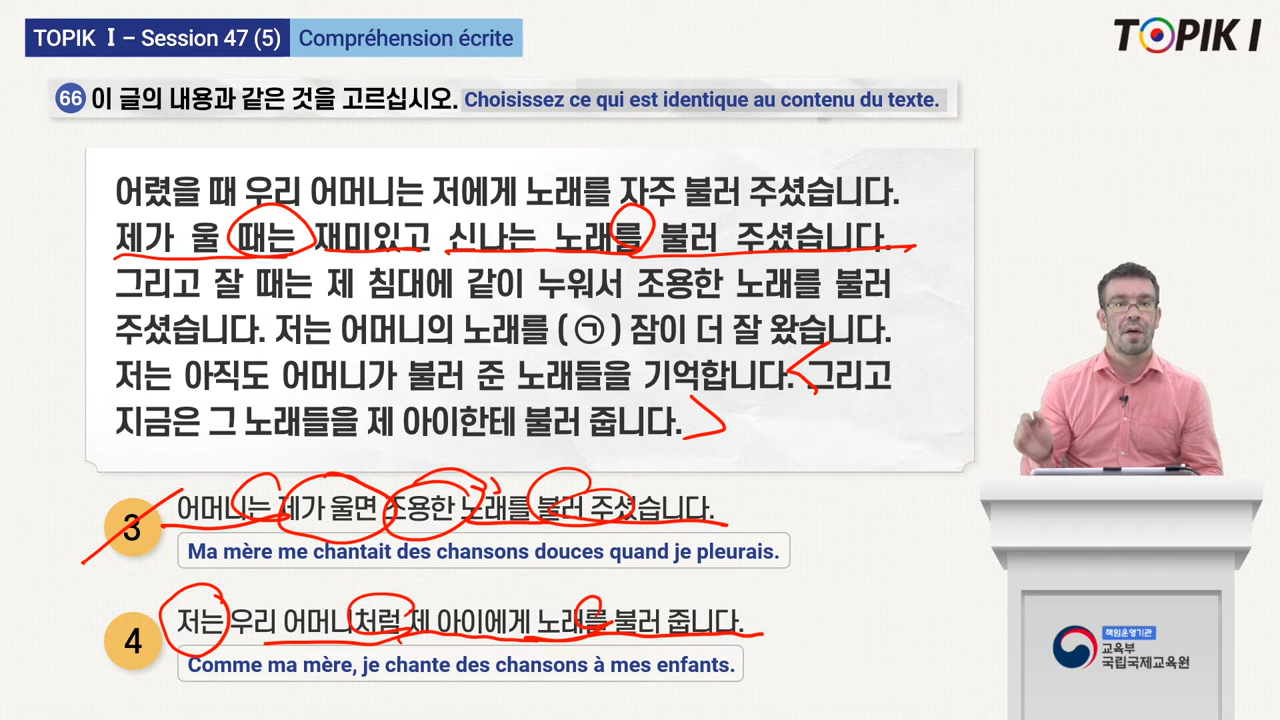 TOPIK Ⅰ – Session 47 (5) Compréhension écrite
TOPIK I
66 이 글의 내용과 같은 것을 고르십시오. Choisissez ce qui est identique au contenu du texte.
어렸을 때 우리 어머니는 저에게 노래를 자주 불러 주셨습니다.
제가 울 때는 재미있고 신나는 노래를 불러 주셨습니다.
그리고 잘 때는 제 침대에 같이 누워서 조용한 노래를 불러
주셨습니다. 저는 어머니의 노래를 ( ㉠ ) 잠이 더 잘 왔습니다.
저는 아직도 어머니가 불러 준 노래들을 기억합니다. 그리고
지금은 그 노래들을 제 아이한테 불러 줍니다.
3 어머니는 제가 울면 조용한 노래를 불러 주셨습니다.
Ma mère me chantait des chansons douces quand je pleurais.
4 저는 우리 어머니처럼 제 아이에게 노래를 불러 줍니다.
Comme ma mère, je chante des chansons à mes enfants.
책임운영기관
교육부
국립국제교육원